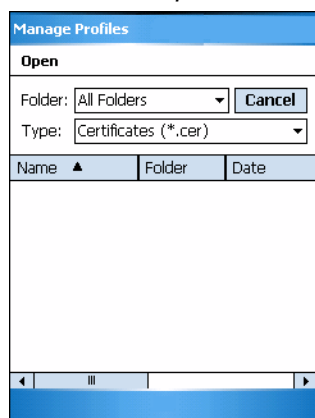 Manage Profiles
Open
Folder: All Folders Cancel
Type: Certificates (*.cer)
Name Folder Date